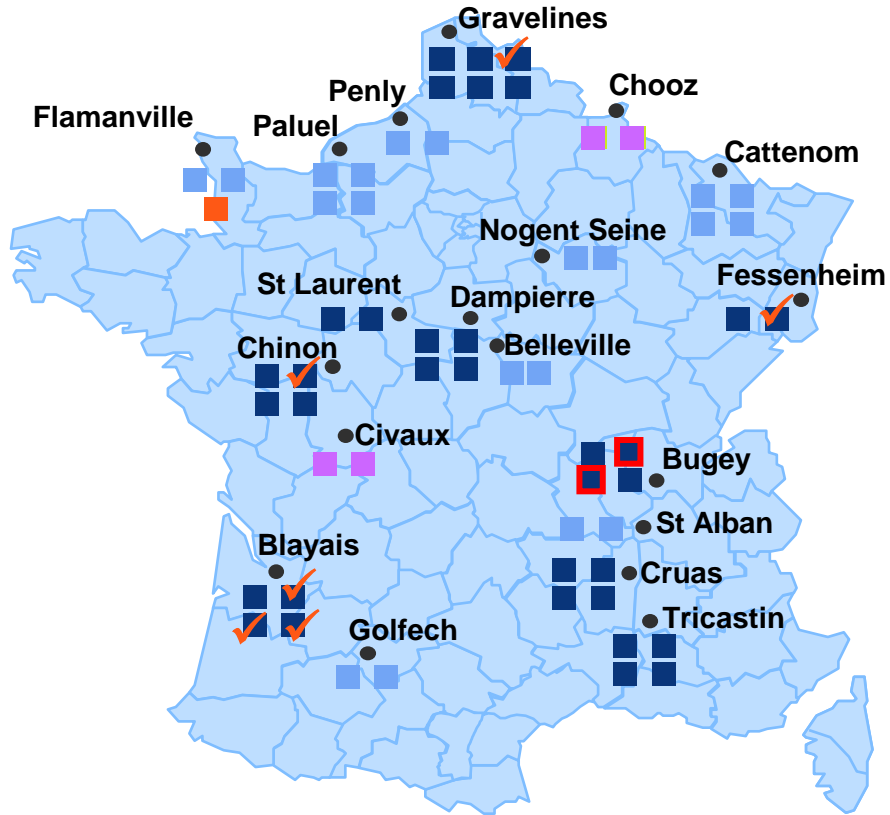 Gravelines
Chooz
Penly
Flamanville
Paluel
Cattenom
Nogent Seine
Fessenheim
St Laurent
Dampierre
Chinon
Belleville
Civaux
Bugey
St Alban
Blayais
Cruas
Tricastin
Golfech